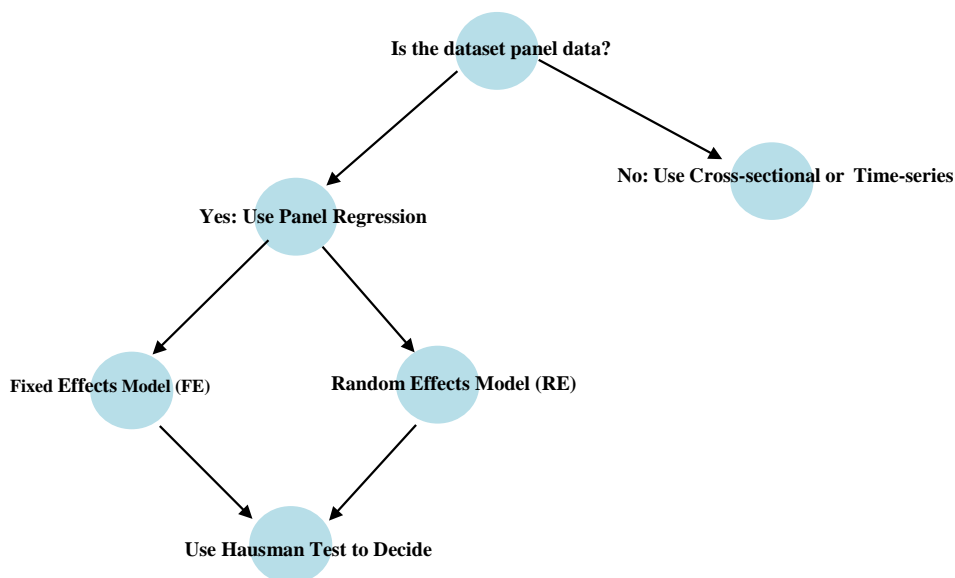 Is the dataset panel data?
No: Use Cross-sectional or  Time-series
Yes: Use Panel Regression
Fixed Effects Model (FE)
Random Effects Model (RE)
Use Hausman Test to Decide